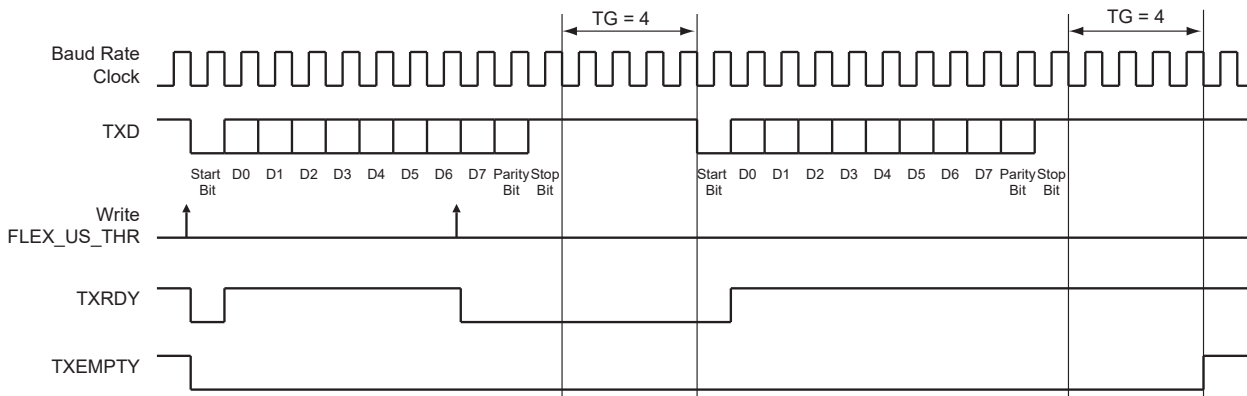 TG = 4
TG = 4
Baud Rate
Clock
TXD
Start
Bit
D0 D1 D2 D3 D4 D5 D6 D7 Parity
Bit
Stop
Bit
Start
Bit
D0 D1 D2 D3 D4 D5 D6 D7 Parity
Bit
Stop
Bit
Write
FLEX_US_THR
TXRDY
TXEMPTY